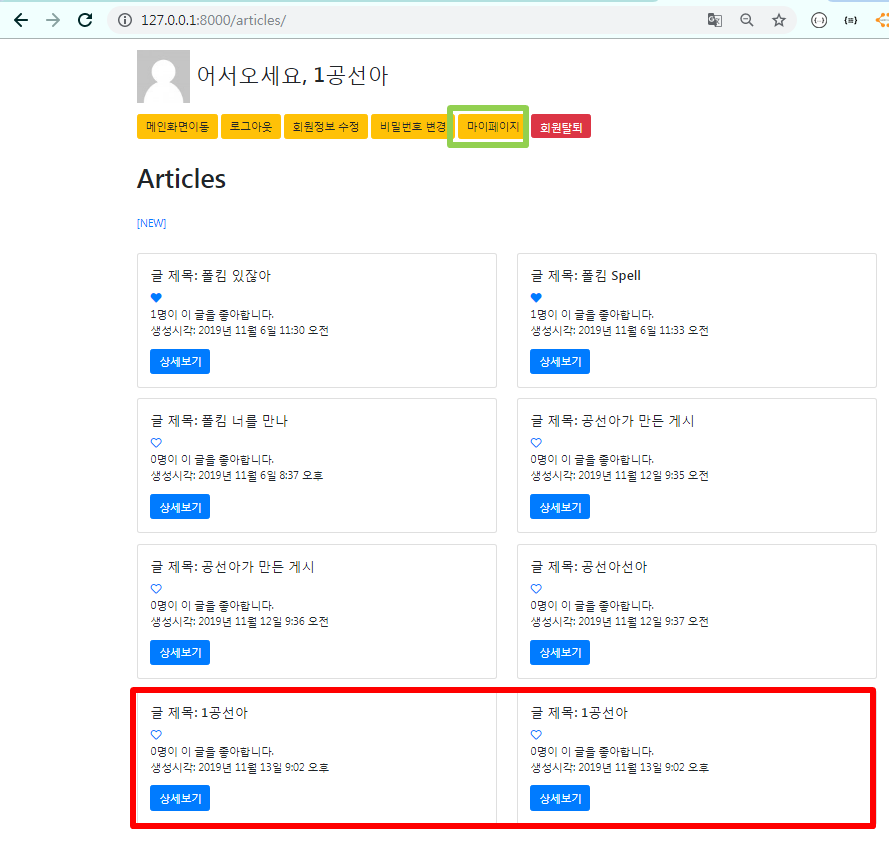 127.0.0.1:8000/articles/
어서오세요, 1공선아
메인화면이동 로그아웃 회원정보 수정 비밀번호 변경 마이페이지 회원탈퇴
Articles
[NEW]
글 제목: 폴킴 있잖아
1명이 이 글을 좋아합니다.
생성시각: 2019년 11월 6일 11:30 오전
상세보기
글 제목: 폴킴 Spell
1명이 이 글을 좋아합니다.
생성시각: 2019년 11월 6일 11:33 오전
상세보기
글 제목: 폴킴 너를 만나
0명이 이 글을 좋아합니다.
생성시각: 2019년 11월 6일 8:37 오후
상세보기
글 제목: 공선아가 만든 게시
0명이 이 글을 좋아합니다.
생성시각: 2019년 11월 12일 9:35 오전
상세보기
글 제목: 공선아가 만든 게시
0명이 이 글을 좋아합니다.
생성시각: 2019년 11월 12일 9:36 오전
상세보기
글 제목: 공선아선아
0명이 이 글을 좋아합니다.
생성시각: 2019년 11월 12일 9:37 오전
상세보기
글 제목: 1공선아
0명이 이 글을 좋아합니다.
생성시각: 2019년 11월 13일 9:02 오후
상세보기
글 제목: 1공선아
0명이 이 글을 좋아합니다.
생성시각: 2019년 11월 13일 9:02 오후
상세보기